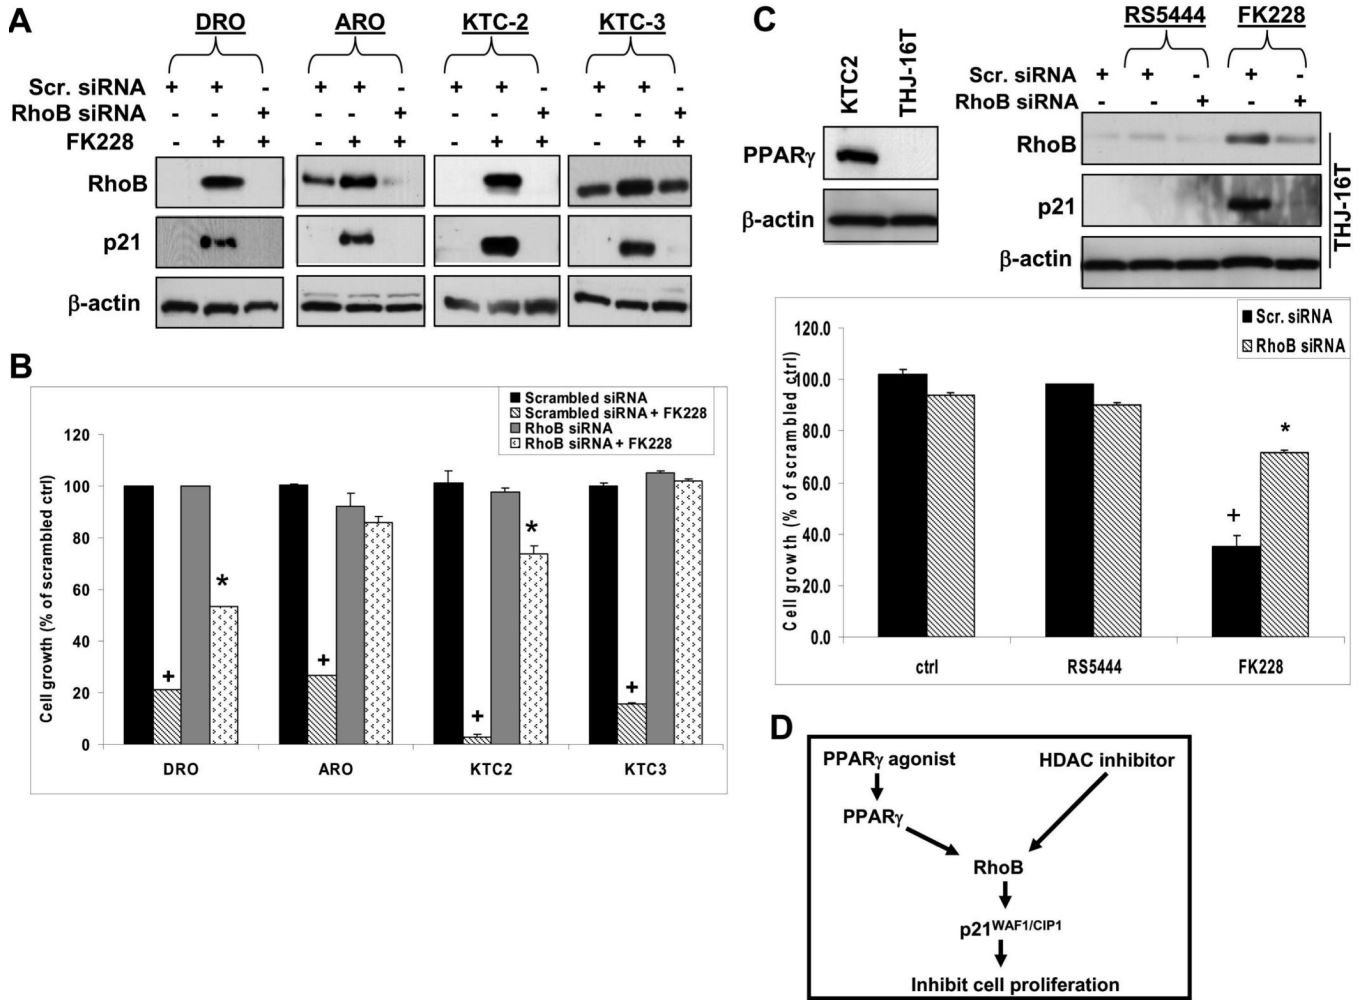 A
DRO ARO KTC-2 KTC-3
Scr. siRNA + + - + + - + + - + + -
RhoB siRNA - - + - - + - - + - - +
FK228 - + + - + + - + + - + +
RhoB
p21
β-actin
B
Scrambled siRNA
Scrambled siRNA + FK228
RhoB siRNA
RhoB siRNA + FK228
Cell growth (% of scrambled ctrl)
120
100
80
60
40
20
0
+ * + + * +
DRO ARO KTC2 KTC3
C
KTC2 THJ-16T
PPARγ
β-actin
RS5444 FK228
Scr. siRNA + + - + -
RhoB siRNA - - + - +
RhoB
p21
β-actin
THJ-16T
Scr. siRNA
RhoB siRNA
Cell growth (% of scrambled ctrl)
120.0
100.0
80.0
60.0
40.0
20.0
0.0
+ *
ctrl RS5444 FK228
D
PPARγ agonist HDAC inhibitor
PPARγ
RhoB
p21WAF1/CIP1
Inhibit cell proliferation